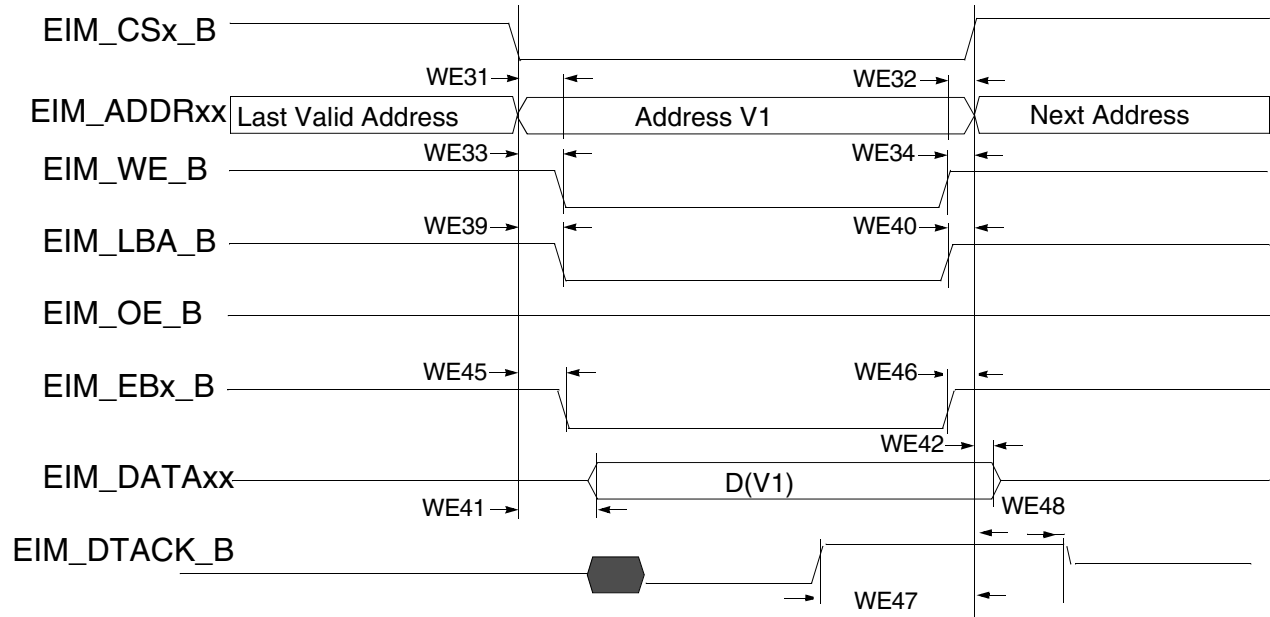 EIM_CSx_B
WE31
WE32
EIM_ADDRxx
Last Valid Address
Address V1
Next Address
WE33
WE34
EIM_WE_B
WE39
WE40
EIM_LBA_B
EIM_OE_B
WE45
WE46
EIM_EBx_B
WE42
EIM_DATAxx
D(V1)
WE41
WE48
EIM_DTACK_B
WE47